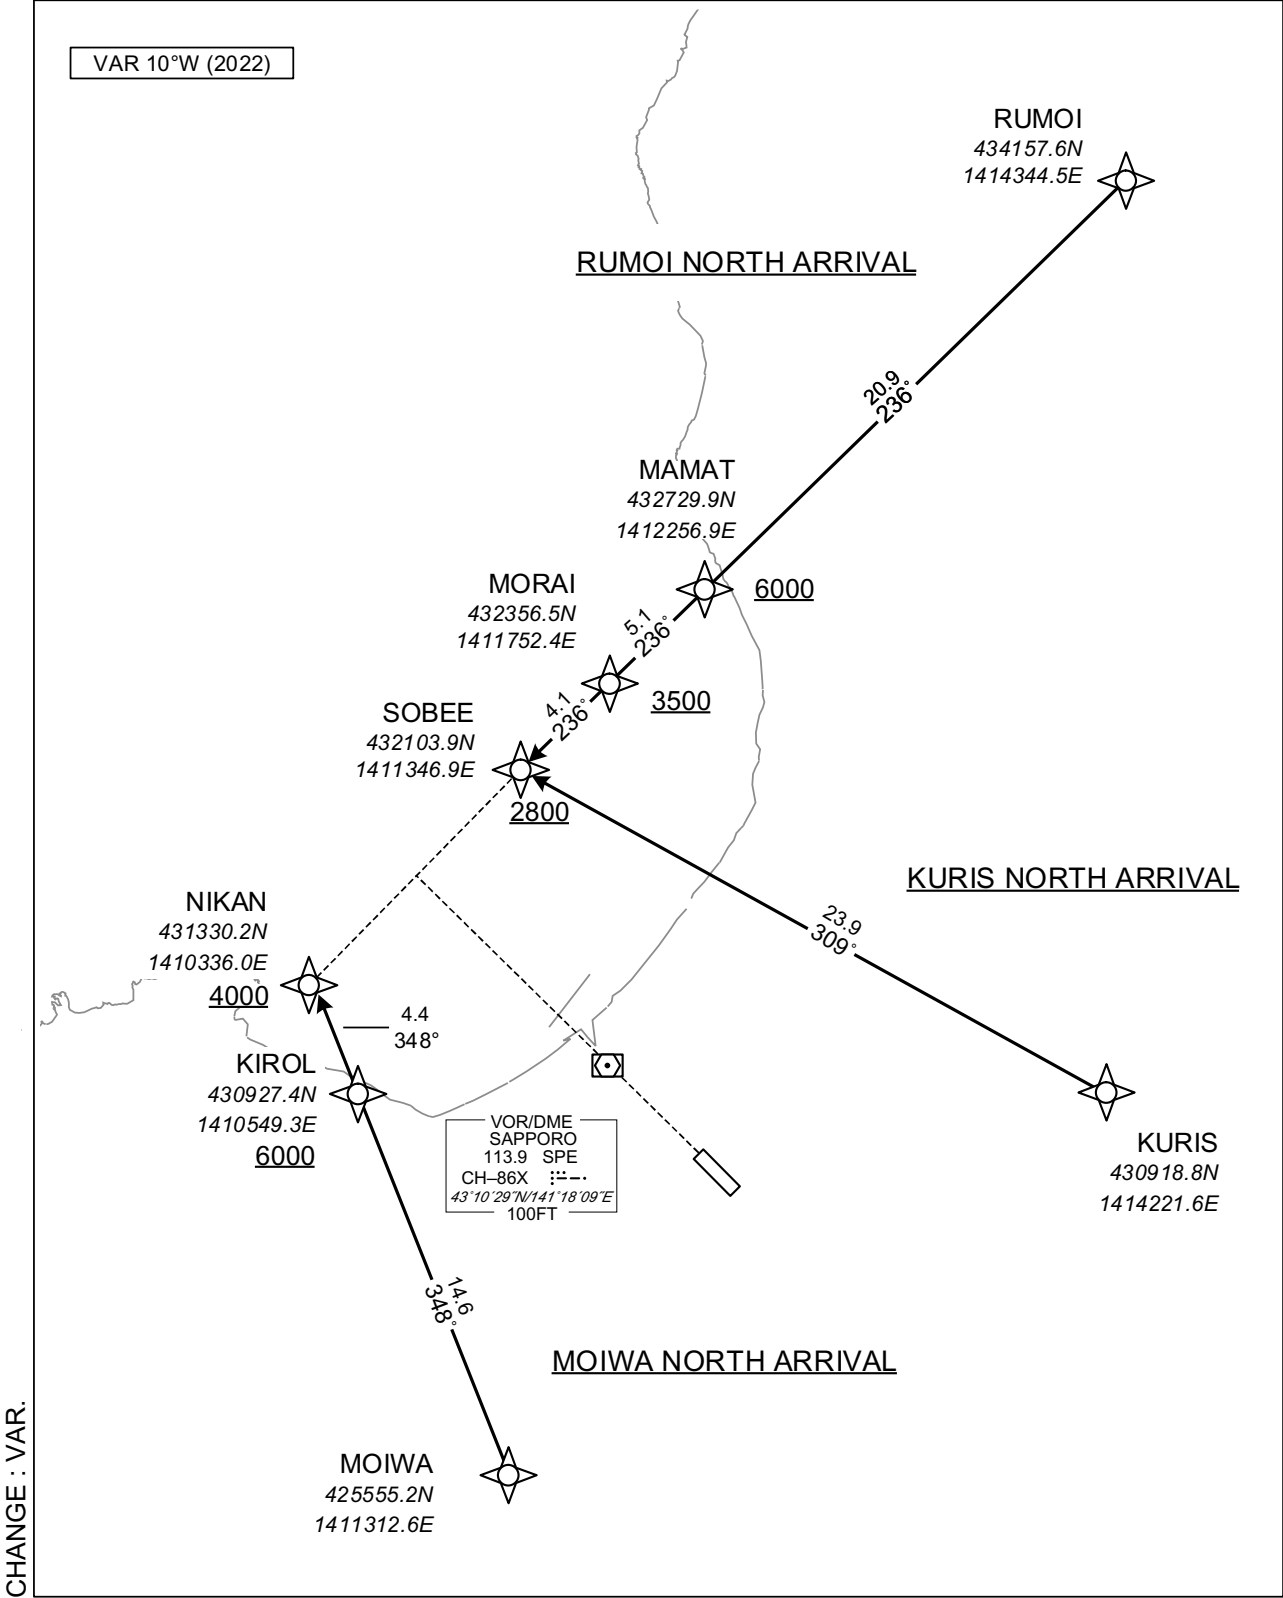 VAR 10°W (2022)
RUMOI
434157.6N
1414344.5E
RUMOI NORTH ARRIVAL
20.9
236°
MAMAT
432729.9N
1412256.9E
6000
5.1
236°
MORAI
432356.5N
1411752.4E
3500
4.1
236°
SOBEE
432103.9N
1411346.9E
2800
KURIS NORTH ARRIVAL
23.9
309°
NIKAN
431330.2N
1410336.0E
4000
4.4
348°
KIROL
430927.4N
1410549.3E
6000
VOR/DME
SAPPORO
113.9 SPE
CH–86X
43°10′29″N/141°18′09″E
100FT
KURIS
430918.8N
1414221.6E
14.6
348°
MOIWA NORTH ARRIVAL
MOIWA
425555.2N
1411312.6E
CHANGE : VAR.